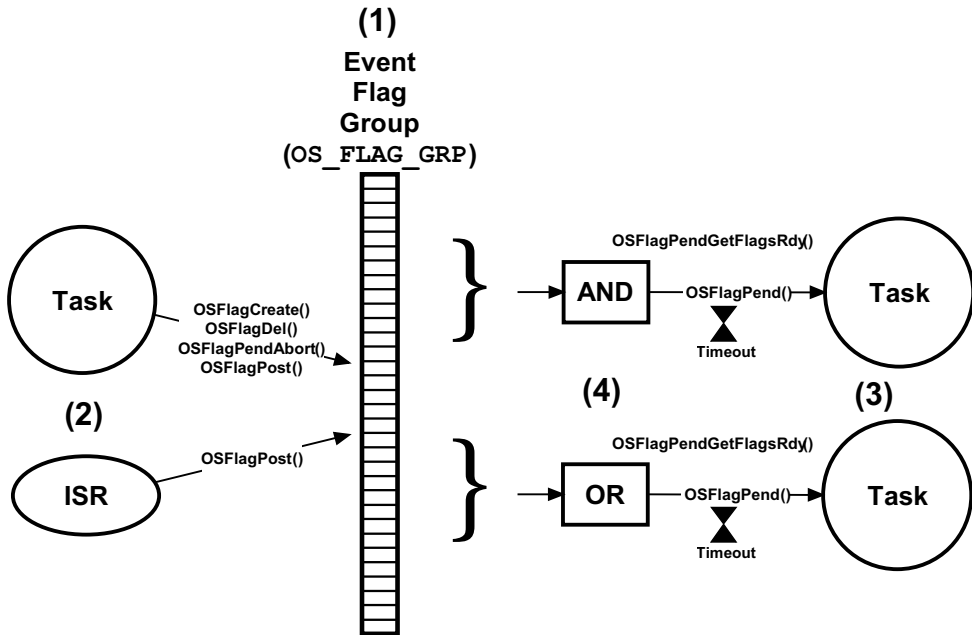 (1)
Event
Flag
Group
(OS_FLAG_GRP)
Task
OSFlagCreate()
OSFlagDel()
OSFlagPendAbort()
OSFlagPost()
(2)
OSFlagPost()
ISR
OSFlagPendGetFlagsRdy()
AND
OSFlagPend()
Timeout
Task
(4)
(3)
OSFlagPendGetFlagsRdy()
OR
OSFlagPend()
Timeout
Task